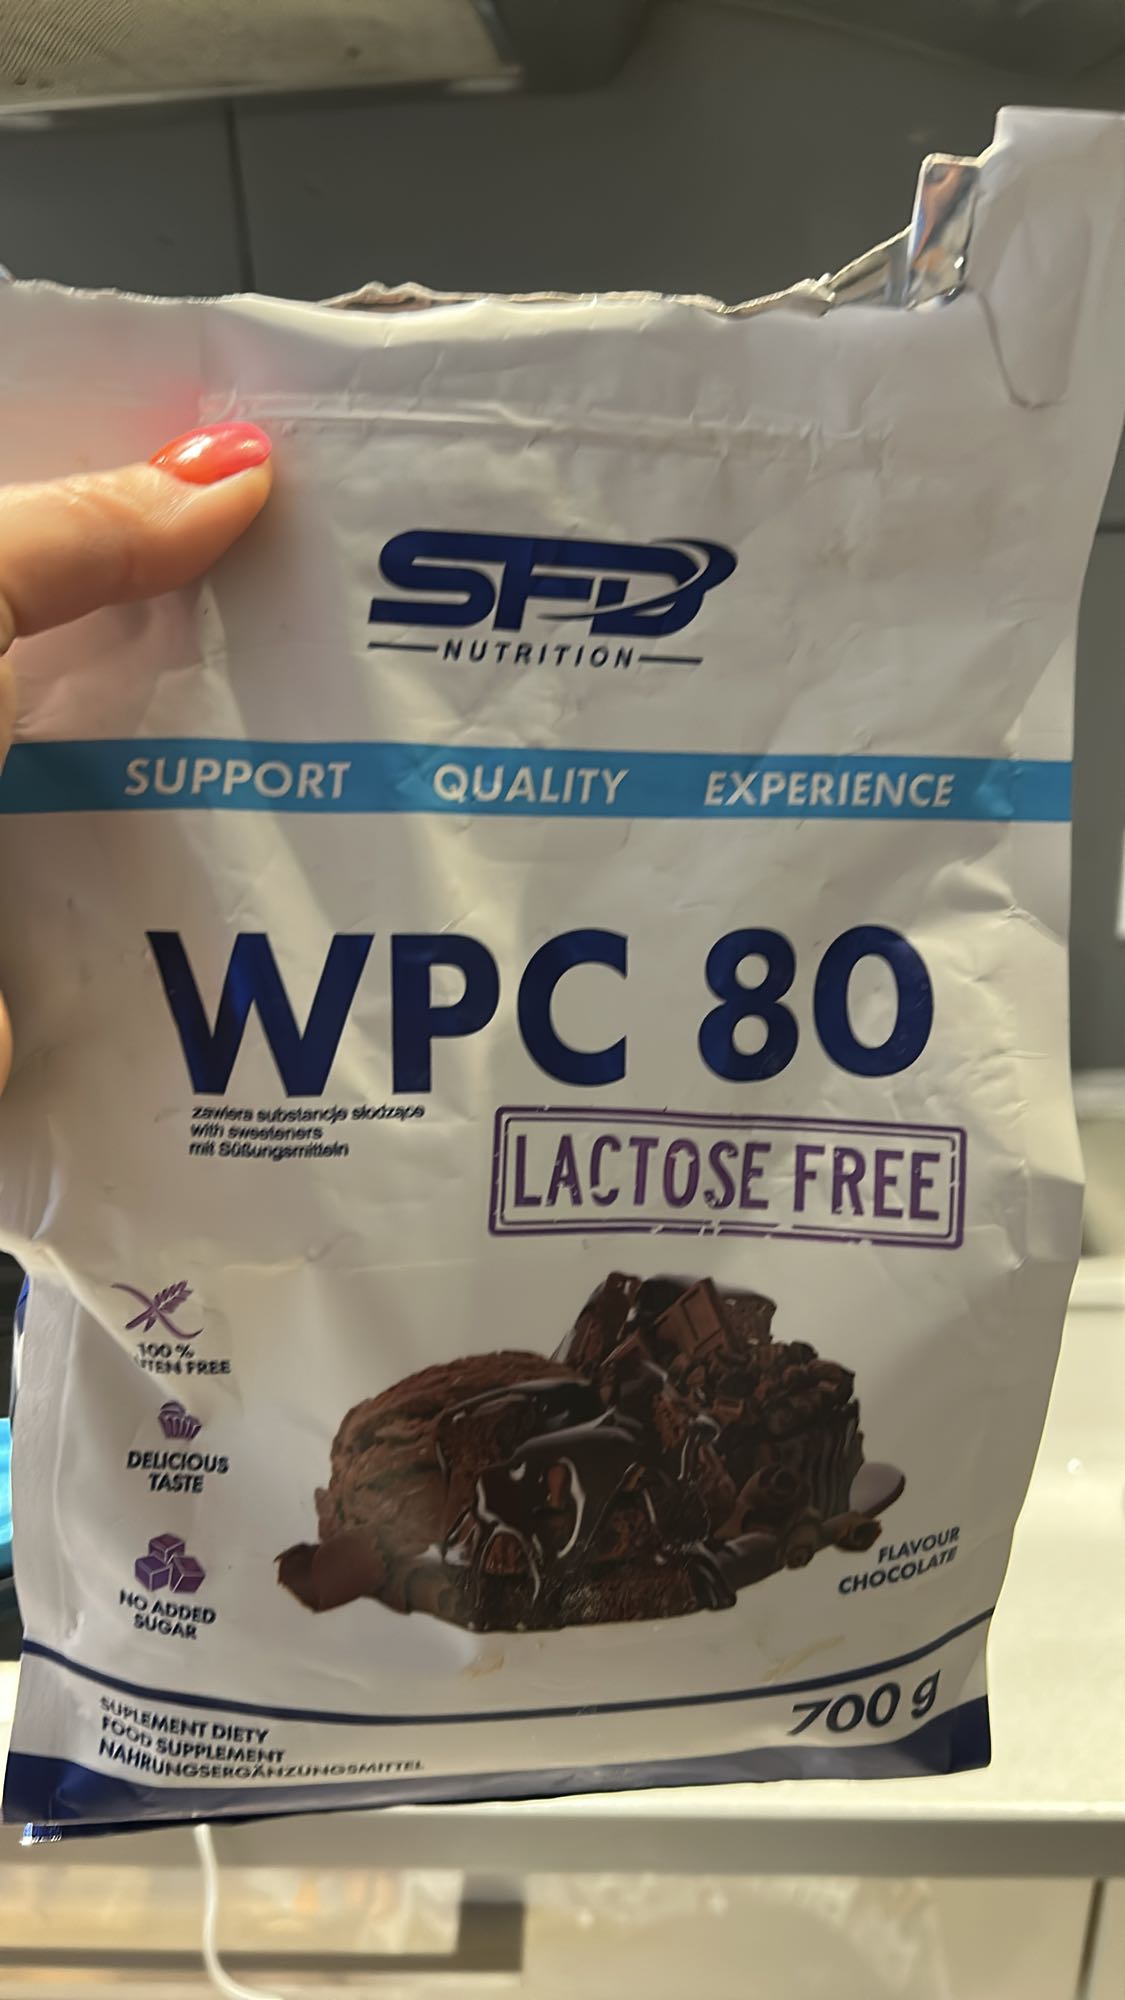 SFD
NUTRITION
SUPPORT QUALITY EXPERIENCE
WPC 80
zawiera substancje słodzące
with sweeteners
mit Süßungsmitteln
LACTOSE FREE
100 %
FREE
DELICIOUS
TASTE
NO ADDED
SUGAR
FLAVOUR
CHOCOLATE
700 g
SUPLEMENT DIETY
FOOD SUPPLEMENT
NAHRUNGSERGÄNZUNGSMITTEL